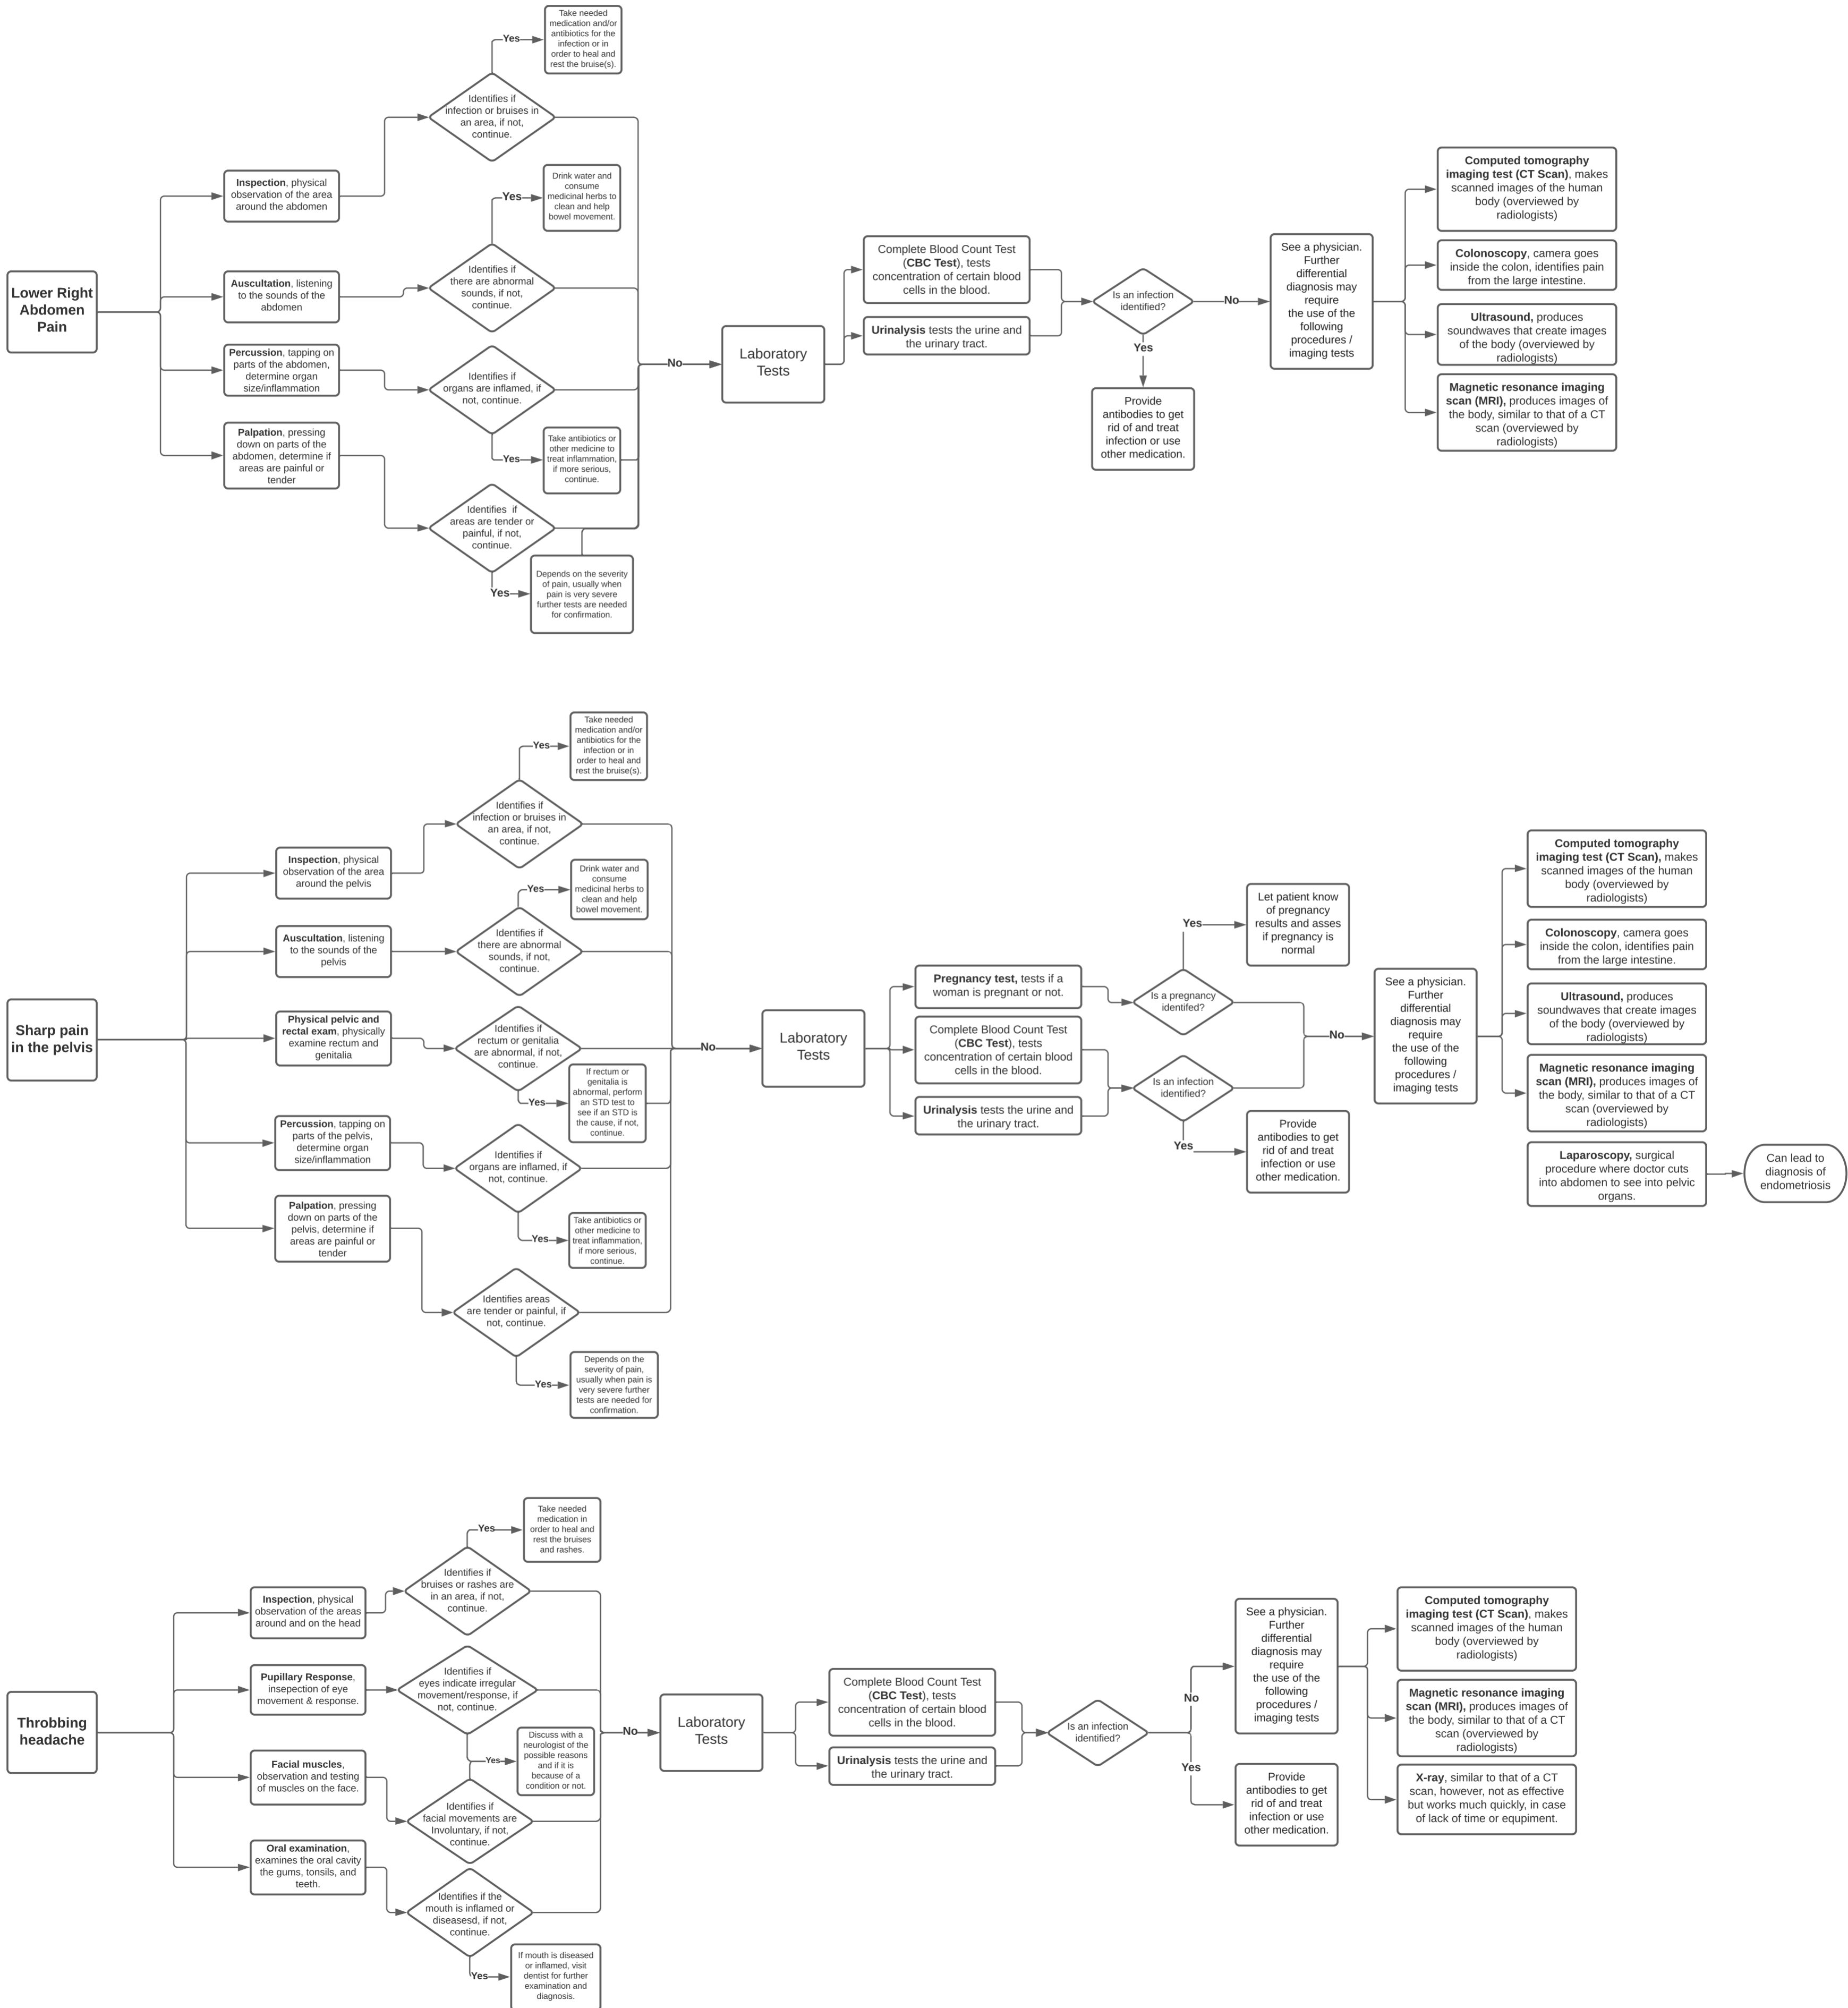 Lower Right
Abdomen
Pain
Inspection, physical
observation of the area
around the abdomen
Auscultation, listening
to the sounds of the
abdomen
Percussion, tapping on
parts of the abdomen,
determine organ
size/inflammation
Palpation, pressing
down on parts of the
abdomen, determine if
areas are painful or
tender
Identifies if
infection or bruises in
an area, if not,
continue.
Yes
Take needed
medication and/or
antibiotics for the
infection or in
order to heal and
rest the bruise(s).
Identifies if
there are abnormal
sounds, if not,
continue.
Yes
Drink water and
consume
medicinal herbs to
clean and help
bowel movement.
Identifies if
organs are inflamed, if
not, continue.
Yes
Take antibiotics or
other medicine to
treat inflammation,
if more serious,
continue.
Identifies if
areas are tender or
painful, if not,
continue.
Yes
Depends on the severity
of pain, usually when
pain is very severe
further tests are needed
for confirmation.
No
Laboratory
Tests
Complete Blood Count Test
(CBC Test), tests
concentration of certain blood
cells in the blood.
Urinalysis tests the urine and
the urinary tract.
Is an infection
identified?
Yes
Provide
antibodies to get
rid of and treat
infection or use
other medication.
No
See a physician.
Further
differential
diagnosis may
require
the use of the
following
procedures /
imaging tests
Computed tomography
imaging test (CT Scan), makes
scanned images of the human
body (overviewed by
radiologists)
Colonoscopy, camera goes
inside the colon, identifies pain
from the large intestine.
Ultrasound, produces
soundwaves that create images
of the body (overviewed by
radiologists)
Magnetic resonance imaging
scan (MRI), produces images of
the body, similar to that of a CT
scan (overviewed by
radiologists)
Sharp pain
in the pelvis
Inspection, physical
observation of the area
around the pelvis
Auscultation, listening
to the sounds of the
pelvis
Physical pelvic and
rectal exam, physically
examine rectum and
genitalia
Percussion, tapping on
parts of the pelvis,
determine organ
size/inflammation
Palpation, pressing
down on parts of the
pelvis, determine if
areas are painful or
tender
Identifies if
infection or bruises in
an area, if not,
continue.
Yes
Take needed
medication and/or
antibiotics for the
infection or in
order to heal and
rest the bruise(s).
Identifies if
there are abnormal
sounds, if not,
continue.
Yes
Drink water and
consume
medicinal herbs to
clean and help
bowel movement.
Identifies if
rectum or genitalia
are abnormal, if not,
continue.
Yes
If rectum or
genitalia is
abnormal, perform
an STD test to
see if an STD is
the cause, if not,
continue.
Identifies if
organs are inflamed, if
not, continue.
Yes
Take antibiotics or
other medicine to
treat inflammation,
if more serious,
continue.
Identifies areas
are tender or painful, if
not, continue.
Yes
Depends on the
severity of pain,
usually when pain is
very severe further
tests are needed for
confirmation.
No
Laboratory
Tests
Pregnancy test, tests if a
woman is pregnant or not.
Complete Blood Count Test
(CBC Test), tests
concentration of certain blood
cells in the blood.
Urinalysis tests the urine and
the urinary tract.
Is a pregnancy
identifed?
Yes
Let patient know
of pregnancy
results and asses
if pregnancy is
normal
Is an infection
identified?
Yes
Provide
antibodies to get
rid of and treat
infection or use
other medication.
No
See a physician.
Further
differential
diagnosis may
require
the use of the
following
procedures /
imaging tests
Computed tomography
imaging test (CT Scan), makes
scanned images of the human
body (overviewed by
radiologists)
Colonoscopy, camera goes
inside the colon, identifies pain
from the large intestine.
Ultrasound, produces
soundwaves that create images
of the body (overviewed by
radiologists)
Magnetic resonance imaging
scan (MRI), produces images of
the body, similar to that of a CT
scan (overviewed by
radiologists)
Laparoscopy, surgical
procedure where doctor cuts
into abdomen to see into pelvic
organs.
Can lead to
diagnosis of
endometriosis
Throbbing
headache
Inspection, physical
observation of the areas
around and on the head
Pupillary Response,
insepection of eye
movement & response.
Facial muscles,
observation and testing
of muscles on the face.
Oral examination,
examines the oral cavity
the gums, tonsils, and
teeth.
Identifies if
bruises or rashes are
in an area, if not,
continue.
Yes
Take needed
medication in
order to heal and
rest the bruises
and rashes.
Identifies if
eyes indicate irregular
movement/response, if
not, continue.
Yes
Discuss with a
neurologist of the
possible reasons
and if it is
because of a
condition or not.
Identifies if
facial movements are
Involuntary, if not,
continue.
Identifies if the
mouth is inflamed or
diseasesd, if not,
continue.
Yes
If mouth is diseased
or inflamed, visit
dentist for further
examination and
diagnosis.
No
Laboratory
Tests
Complete Blood Count Test
(CBC Test), tests
concentration of certain blood
cells in the blood.
Urinalysis tests the urine and
the urinary tract.
Is an infection
identified?
No
See a physician.
Further
differential
diagnosis may
require
the use of the
following
procedures /
imaging tests
Yes
Provide
antibodies to get
rid of and treat
infection or use
other medication.
Computed tomography
imaging test (CT Scan), makes
scanned images of the human
body (overviewed by
radiologists)
Magnetic resonance imaging
scan (MRI), produces images of
the body, similar to that of a CT
scan (overviewed by
radiologists)
X-ray, similar to that of a CT
scan, however, not as effective
but works much quickly, in case
of lack of time or equpiment.